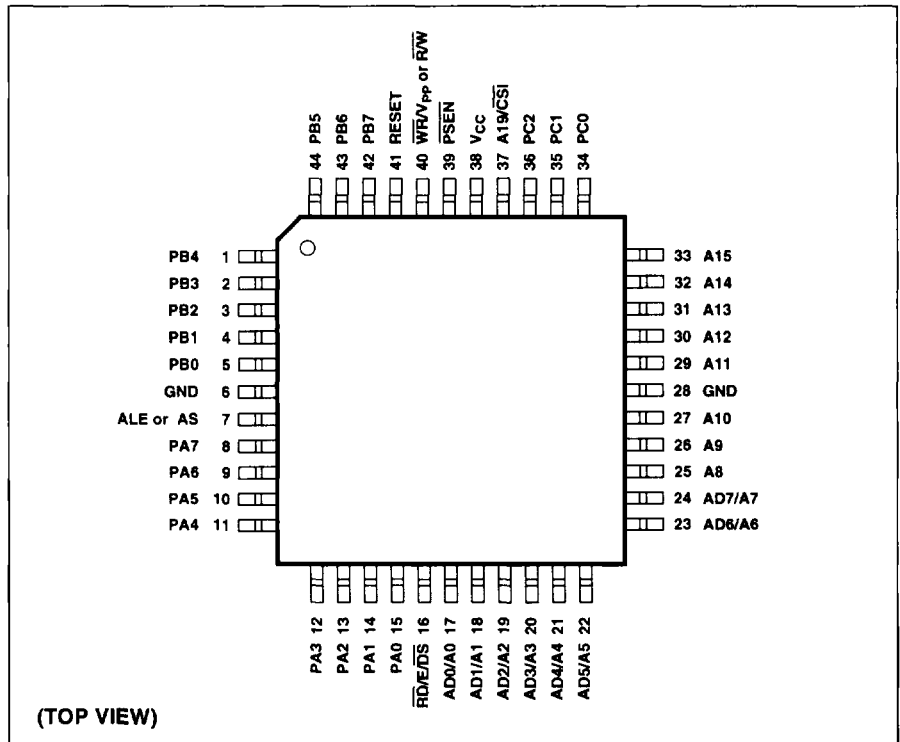 44 PB5
43 PB6
42 PB7
41 RESET
40 W̅R̅/VPP or R/W̅
39 P̅S̅E̅N̅
38 VCC
37 A19/C̅S̅I̅
36 PC2
35 PC1
34 PC0
PB4 1
PB3 2
PB2 3
PB1 4
PB0 5
GND 6
ALE or AS 7
PA7 8
PA6 9
PA5 10
PA4 11
33 A15
32 A14
31 A13
30 A12
29 A11
28 GND
27 A10
26 A9
25 A8
24 AD7/A7
23 AD6/A6
PA3 12
PA2 13
PA1 14
PA0 15
R̅D̅/E/D̅S̅ 16
AD0/A0 17
AD1/A1 18
AD2/A2 19
AD3/A3 20
AD4/A4 21
AD5/A5 22
(TOP VIEW)